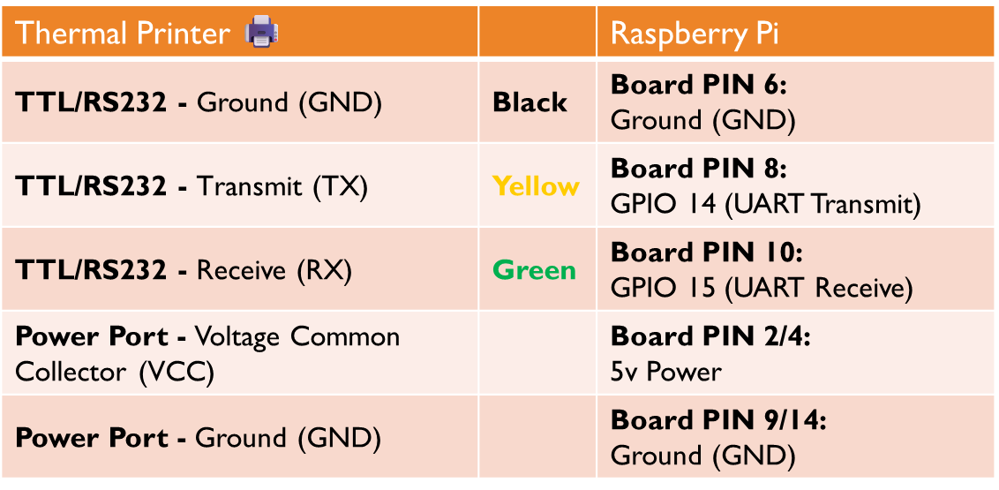 Thermal Printer
Raspberry Pi
TTL/RS232 - Ground (GND)
Black
Board PIN 6:
Ground (GND)
TTL/RS232 - Transmit (TX)
Yellow
Board PIN 8:
GPIO 14 (UART Transmit)
TTL/RS232 - Receive (RX)
Green
Board PIN 10:
GPIO 15 (UART Receive)
Power Port - Voltage Common
Collector (VCC)
Board PIN 2/4:
5v Power
Power Port - Ground (GND)
Board PIN 9/14:
Ground (GND)